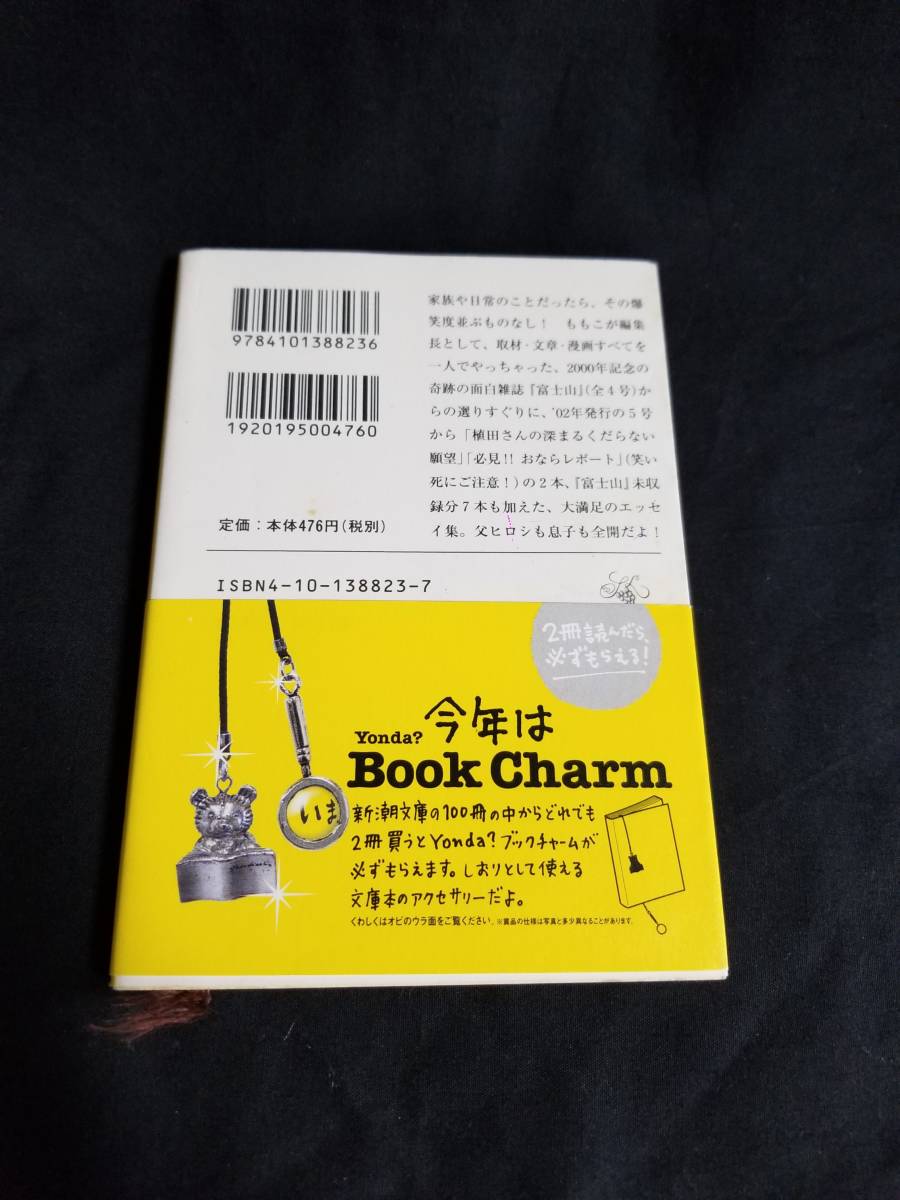 9784101388236
1920195004760
定価：本体476円(税別)
家族や日常のことだったら、その爆
笑度並ぶものなし！　ももこが編集
長として、取材・文章・漫画すべてを
一人でやっちゃった、2000年記念の
奇跡の面白雑誌『富士山』(全4号)か
らの選りすぐりに、'02年発行の5号
から「植田さんの深まるくだらない
願望」「必見!! おならレポート」(笑い
死にご注意！)の2本、『富士山』未収
録分7本も加えた、大満足のエッセ
イ集。父ヒロシも息子も全開だよ！
ISBN4-10-138823-7
2冊読んだら、
必ずもらえる！
今年は
Yonda?
Book Charm
いま
新潮文庫の100冊の中からどれでも
2冊買うとYonda?ブックチャームが
必ずもらえます。しおりとして使える
文庫本のアクセサリーだよ。
くわしくはオビのウラ面をご覧ください。※賞品の仕様は写真と多少異なることがあります。